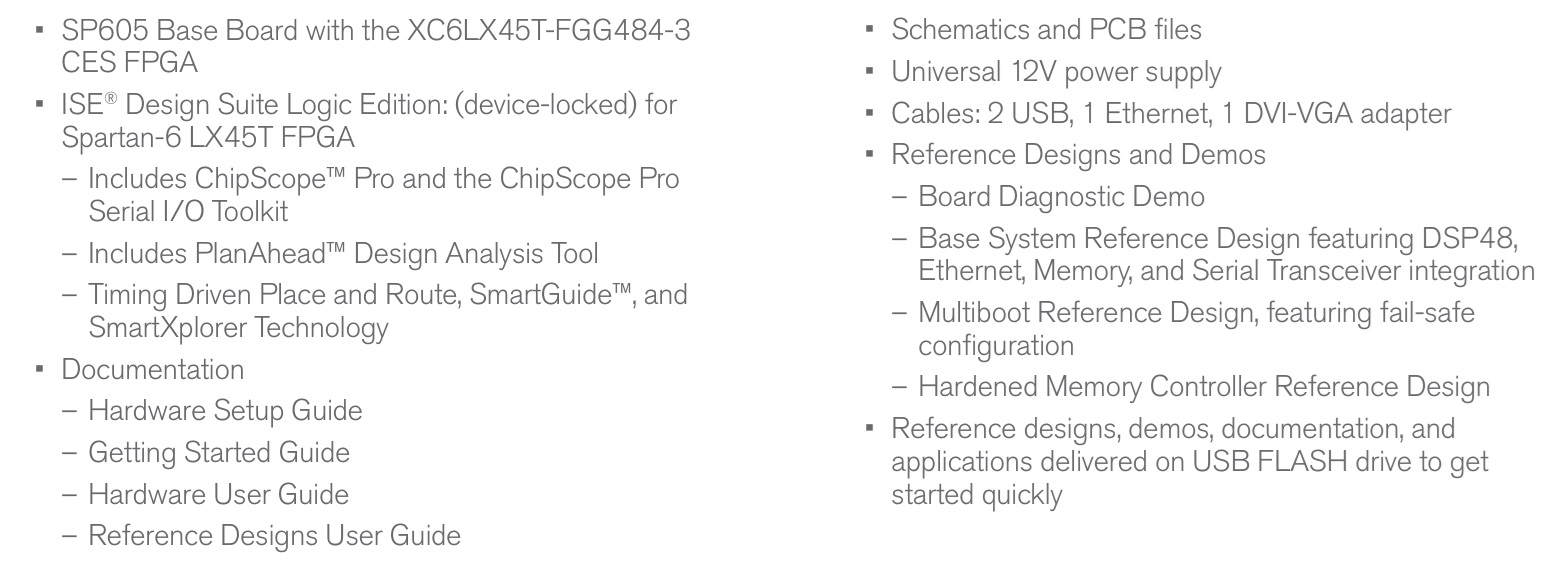 ▪ SP605 Base Board with the XC6LX45T-FGG484-3
CES FPGA
▪ ISE® Design Suite Logic Edition: (device-locked) for
Spartan-6 LX45T FPGA
– Includes ChipScope™ Pro and the ChipScope Pro
Serial I/O Toolkit
– Includes PlanAhead™ Design Analysis Tool
– Timing Driven Place and Route, SmartGuide™, and
SmartXplorer Technology
▪ Documentation
– Hardware Setup Guide
– Getting Started Guide
– Hardware User Guide
– Reference Designs User Guide
▪ Schematics and PCB files
▪ Universal 12V power supply
▪ Cables: 2 USB, 1 Ethernet, 1 DVI-VGA adapter
▪ Reference Designs and Demos
– Board Diagnostic Demo
– Base System Reference Design featuring DSP48,
Ethernet, Memory, and Serial Transceiver integration
– Multiboot Reference Design, featuring fail-safe
configuration
– Hardened Memory Controller Reference Design
▪ Reference designs, demos, documentation, and
applications delivered on USB FLASH drive to get
started quickly